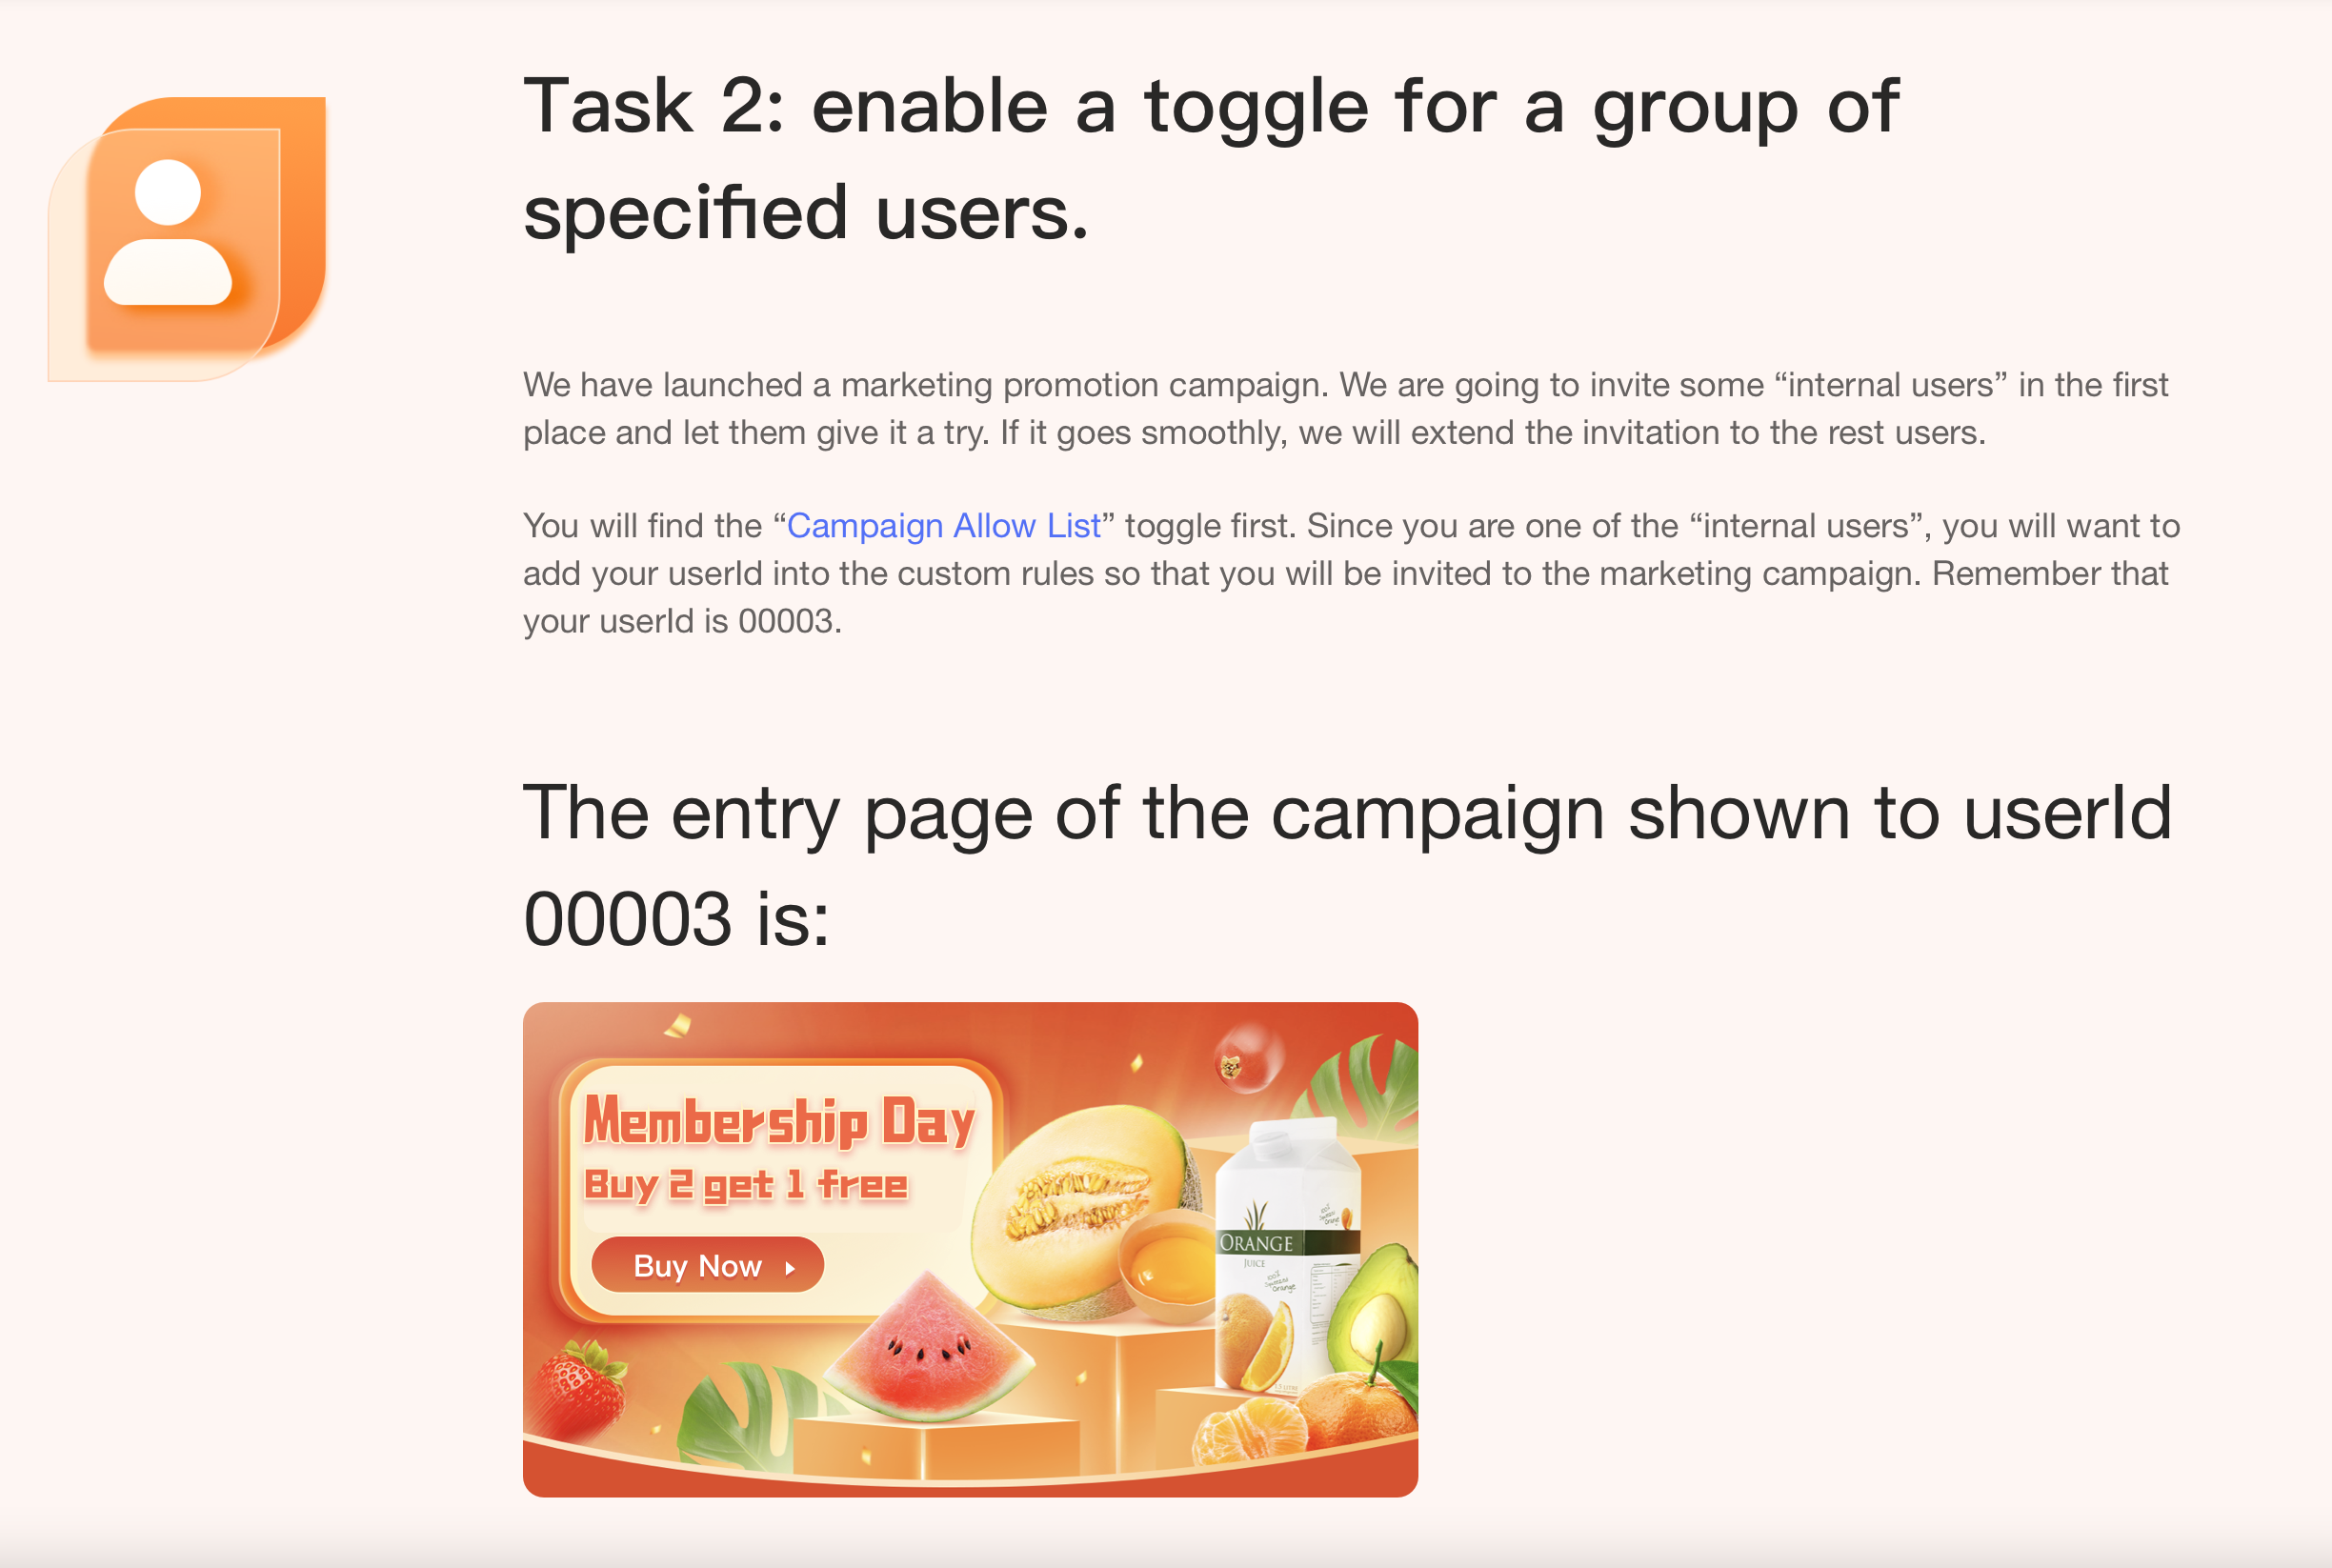 Task 2: enable a toggle for a group of
specified users.
We have launched a marketing promotion campaign. We are going to invite some “internal users” in the first
place and let them give it a try. If it goes smoothly, we will extend the invitation to the rest users.
You will find the “Campaign Allow List” toggle first. Since you are one of the “internal users”, you will want to
add your userId into the custom rules so that you will be invited to the marketing campaign. Remember that
your userId is 00003.
The entry page of the campaign shown to userId
00003 is:
Membership Day
Buy 2 get 1 free
Buy Now
ORANGE
JUICE
100%
Squeezed
Orange